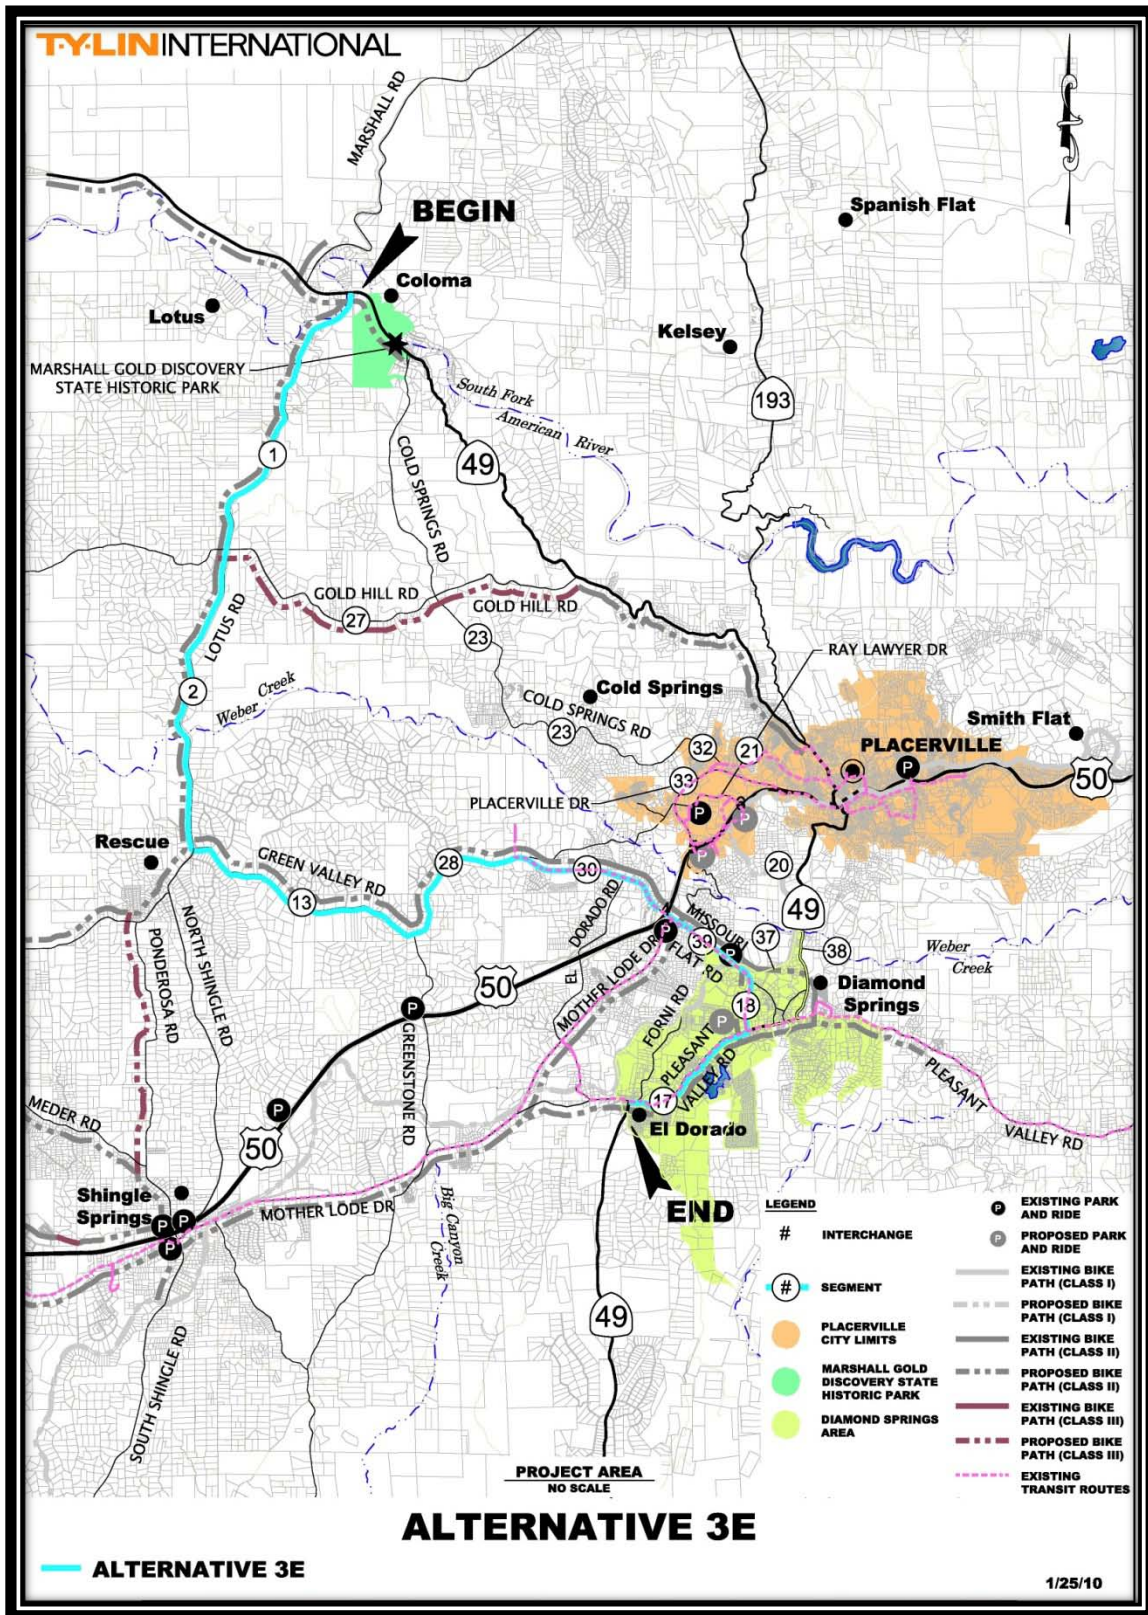 T·Y·LIN INTERNATIONAL
MARSHALL RD
BEGIN
Spanish Flat
Coloma
Lotus
Kelsey
MARSHALL GOLD DISCOVERY
STATE HISTORIC PARK
South Fork
American River
193
1
COLD SPRINGS RD
49
GOLD HILL RD
27
GOLD HILL RD
23
LOTUS RD
RAY LAWYER DR
2
Weber Creek
Cold Springs
COLD SPRINGS RD
23
32
21
Smith Flat
PLACERVILLE
P
50
33
PLACERVILLE DR
P
P
P
Rescue
GREEN VALLEY RD
28
30
20
13
49
EL DORADO RD
MISSOURI
FLAT RD
39
37
38
P
P
Weber
Creek
Diamond
Springs
PONDEROSA RD
NORTH SHINGLE RD
50
MOTHER LODE DR
FORNI RD
18
P
P
GREENSTONE RD
PLEASANT
VALLEY RD
PLEASANT
VALLEY RD
MEDER RD
P
50
17
El Dorado
END
Shingle
Springs
P
P
P
MOTHER LODE DR
Big Canyon
Creek
SOUTH SHINGLE RD
49
LEGEND
# INTERCHANGE
# SEGMENT
PLACERVILLE
CITY LIMITS
MARSHALL GOLD
DISCOVERY STATE
HISTORIC PARK
DIAMOND SPRINGS
AREA
P EXISTING PARK
AND RIDE
P PROPOSED PARK
AND RIDE
EXISTING BIKE
PATH (CLASS I)
PROPOSED BIKE
PATH (CLASS I)
EXISTING BIKE
PATH (CLASS II)
PROPOSED BIKE
PATH (CLASS II)
EXISTING BIKE
PATH (CLASS III)
PROPOSED BIKE
PATH (CLASS III)
EXISTING
TRANSIT ROUTES
PROJECT AREA
NO SCALE
ALTERNATIVE 3E
ALTERNATIVE 3E
1/25/10